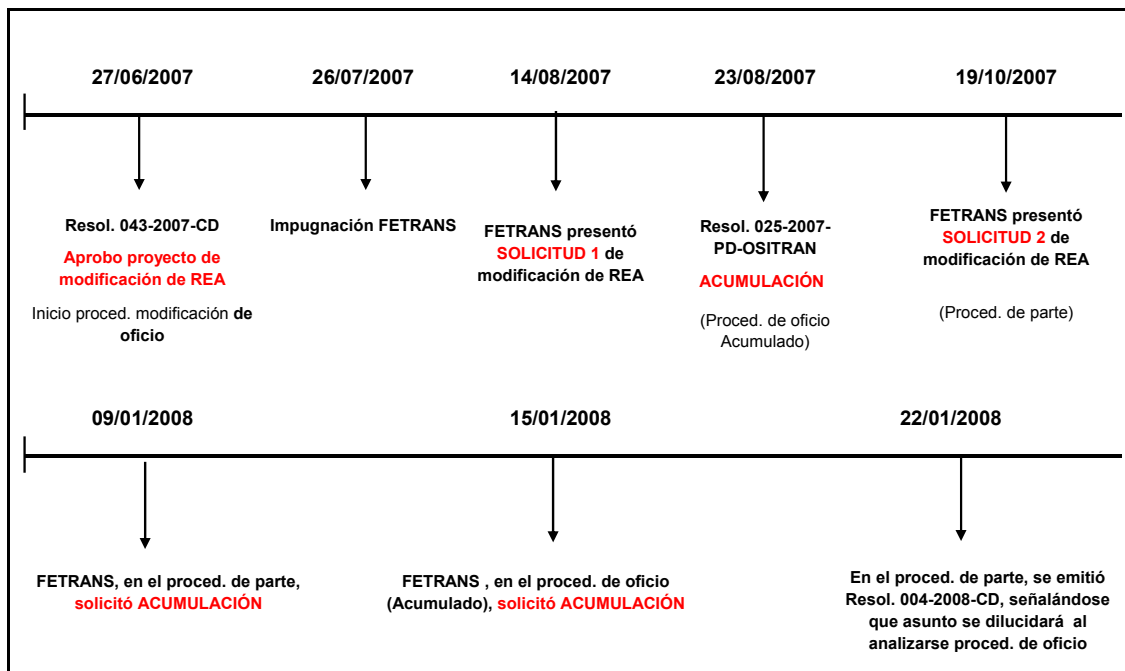 27/06/2007
26/07/2007
14/08/2007
23/08/2007
19/10/2007
Resol. 043-2007-CD
Aprobo proyecto de
modificación de REA
Inicio proced. modificación de
oficio
Impugnación FETRANS
FETRANS presentó
SOLICITUD 1 de
modificación de REA
Resol. 025-2007-
PD-OSITRAN
ACUMULACIÓN
(Proced. de oficio
Acumulado)
FETRANS presentó
SOLICITUD 2 de
modificación de REA
(Proced. de parte)
09/01/2008
15/01/2008
22/01/2008
FETRANS, en el proced. de parte,
solicitó ACUMULACIÓN
FETRANS , en el proced. de oficio
(Acumulado), solicitó ACUMULACIÓN
En el proced. de parte, se emitió
Resol. 004-2008-CD, señalándose
que asunto se dilucidará al
analizarse proced. de oficio